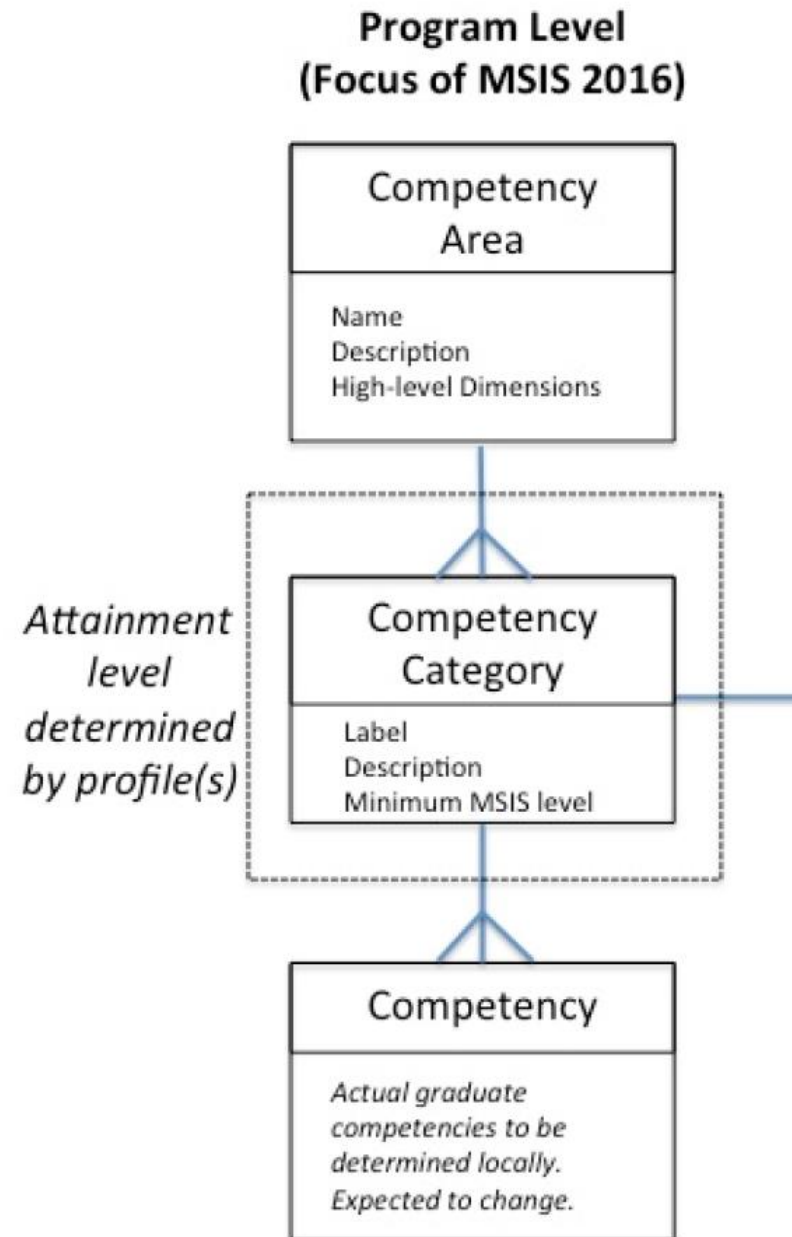 Program Level
(Focus of MSIS 2016)
Competency
Area
Name
Description
High-level Dimensions
Attainment
level
determined
by profile(s)
Competency
Category
Label
Description
Minimum MSIS level
Competency
Actual graduate
competencies to be
determined locally.
Expected to change.